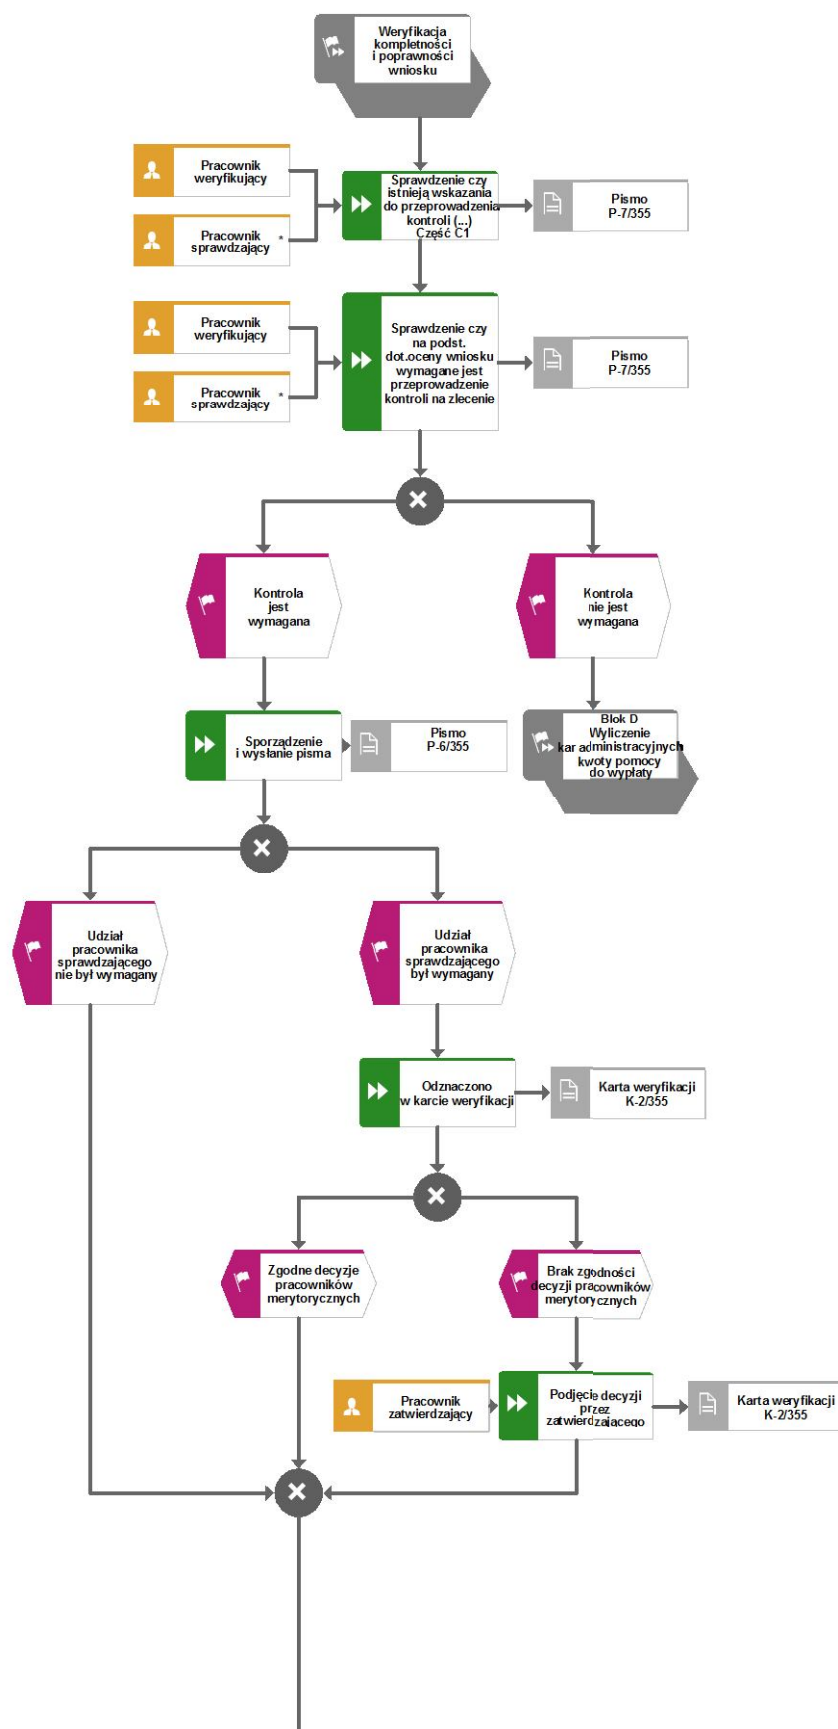 Weryfikacja
kompletności
i poprawności
wniosku
Pracownik
weryfikujący
Pracownik
sprawdzający *
Sprawdzenie czy
istnieją wskazania
do przeprowadzenia
kontroli (...)
Część C1
Pismo
P-7/355
Pracownik
weryfikujący
Pracownik
sprawdzający *
Sprawdzenie czy
na podst.
dot.oceny wniosku
wymagane jest
przeprowadzenie
kontroli na zlecenie
Pismo
P-7/355
Kontrola
jest
wymagana
Kontrola
nie jest
wymagana
Sporządzenie
i wysłanie pisma
Pismo
P-6/355
Blok D
Wyliczenie
kar administracyjnych
kwoty pomocy
do wypłaty
Udział
pracownika
sprawdzającego
nie był wymagany
Udział
pracownika
sprawdzającego
był wymagany
Odznaczono
w karcie weryfikacji
Karta weryfikacji
K-2/355
Zgodne decyzje
pracowników
merytorycznych
Brak zgodności
decyzji pracowników
merytorycznych
Pracownik
zatwierdzający
Podjęcie decyzji
przez
zatwierdzającego
Karta weryfikacji
K-2/355